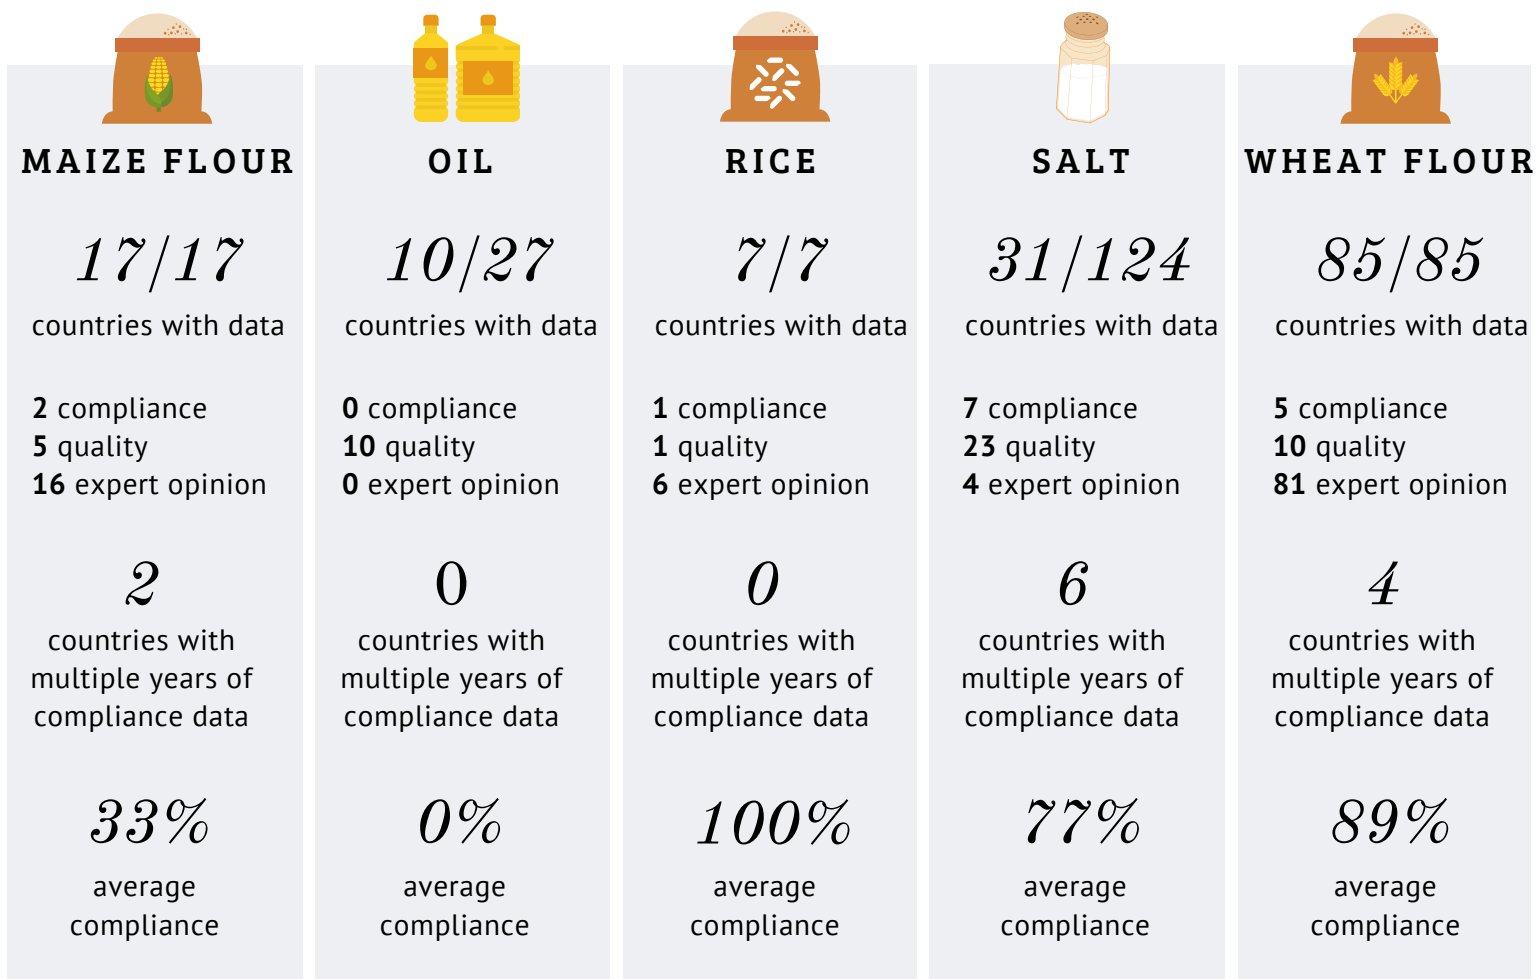 MAIZE FLOUR
17/17
countries with data
2 compliance
5 quality
16 expert opinion
2
countries with
multiple years of
compliance data
33%
average
compliance
OIL
10/27
countries with data
0 compliance
10 quality
0 expert opinion
0
countries with
multiple years of
compliance data
0%
average
compliance
RICE
7/7
countries with data
1 compliance
1 quality
6 expert opinion
0
countries with
multiple years of
compliance data
100%
average
compliance
SALT
31/124
countries with data
7 compliance
23 quality
4 expert opinion
6
countries with
multiple years of
compliance data
77%
average
compliance
WHEAT FLOUR
85/85
countries with data
5 compliance
10 quality
81 expert opinion
4
countries with
multiple years of
compliance data
89%
average
compliance